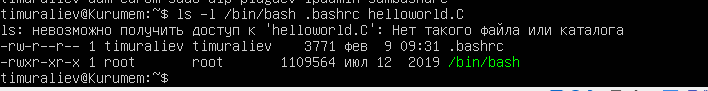 timuraliev@Kurumem:~$ ls -l /bin/bash .bashrc helloworld.C
ls: невозможно получить доступ к 'helloworld.C': Нет такого файла или каталога
-rw-r--r-- 1 timuraliev timuraliev    3771 фев  9 09:31 .bashrc
-rwxr-xr-x 1 root       root       1109564 июл 12  2019 /bin/bash
timuraliev@Kurumem:~$